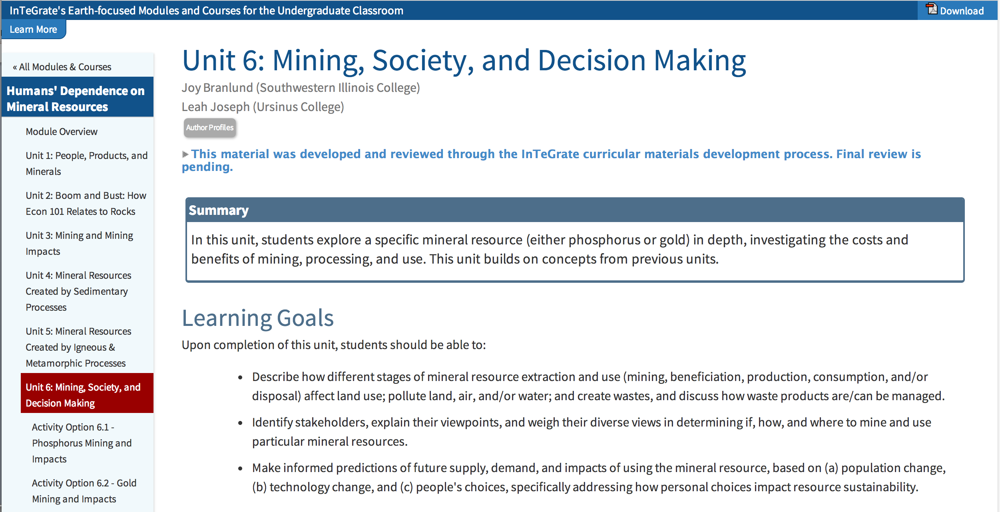 InTeGrate's Earth-focused Modules and Courses for the Undergraduate Classroom
Download
Learn More
« All Modules & Courses
Humans' Dependence on
Mineral Resources
Module Overview
Unit 1: People, Products, and
Minerals
Unit 2: Boom and Bust: How
Econ 101 Relates to Rocks
Unit 3: Mining and Mining
Impacts
Unit 4: Mineral Resources
Created by Sedimentary
Processes
Unit 5: Mineral Resources
Created by Igneous &
Metamorphic Processes
Unit 6: Mining, Society, and
Decision Making
Activity Option 6.1 -
Phosphorus Mining and
Impacts
Activity Option 6.2 - Gold
Mining and Impacts
Unit 6: Mining, Society, and Decision Making
Joy Branlund (Southwestern Illinois College)
Leah Joseph (Ursinus College)
Author Profiles
This material was developed and reviewed through the InTeGrate curricular materials development process. Final review is
pending.
Summary
In this unit, students explore a specific mineral resource (either phosphorus or gold) in depth, investigating the costs and
benefits of mining, processing, and use. This unit builds on concepts from previous units.
Learning Goals
Upon completion of this unit, students should be able to:
• Describe how different stages of mineral resource extraction and use (mining, beneficiation, production, consumption, and/or
disposal) affect land use; pollute land, air, and/or water; and create wastes, and discuss how waste products are/can be managed.
• Identify stakeholders, explain their viewpoints, and weigh their diverse views in determining if, how, and where to mine and use
particular mineral resources.
• Make informed predictions of future supply, demand, and impacts of using the mineral resource, based on (a) population change,
(b) technology change, and (c) people's choices, specifically addressing how personal choices impact resource sustainability.